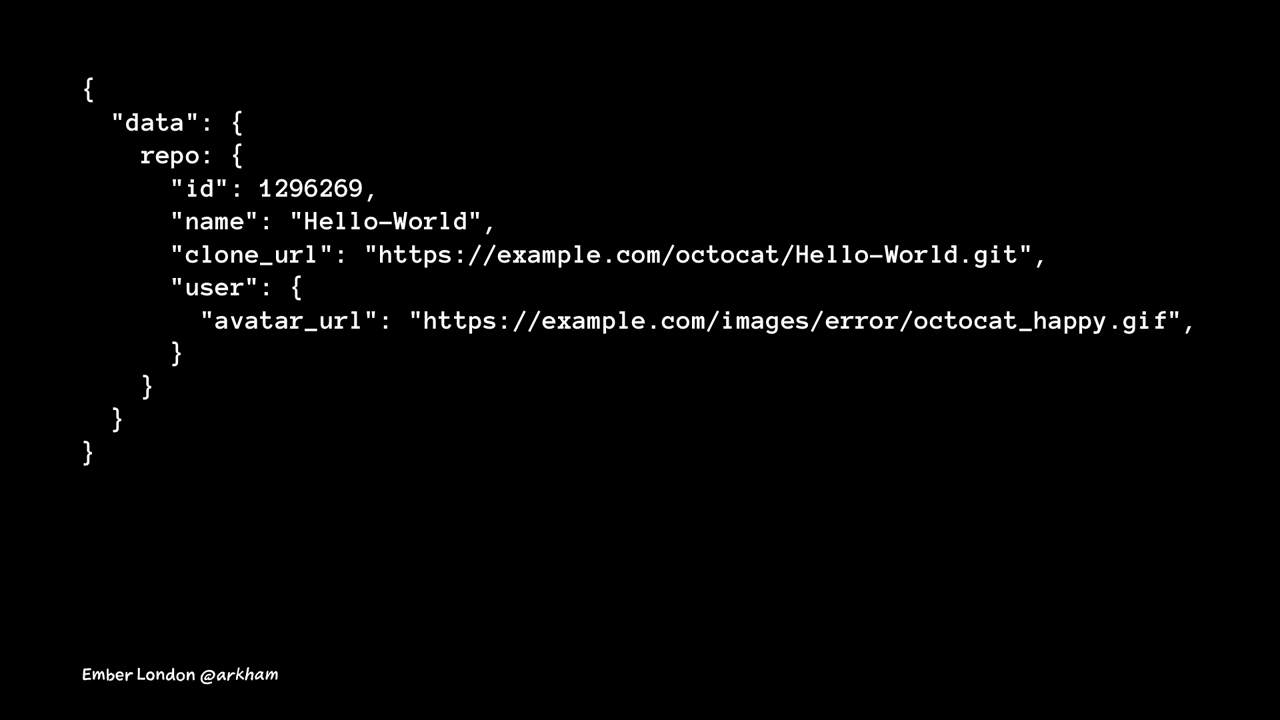 {
  "data": {
    repo: {
      "id": 1296269,
      "name": "Hello-World",
      "clone_url": "https://example.com/octocat/Hello-World.git",
      "user": {
        "avatar_url": "https://example.com/images/error/octocat_happy.gif",
      }
    }
  }
}
Ember London @arkham